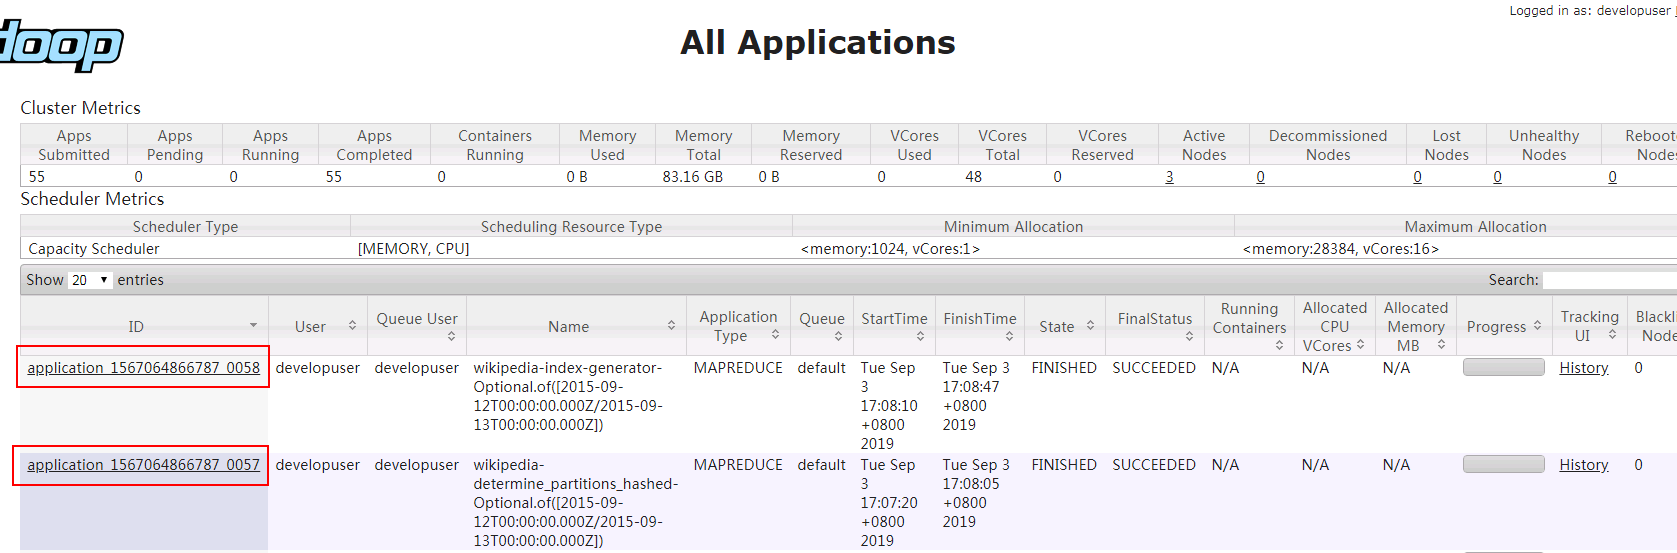 Logged in as: developuser
doop
All Applications
Cluster Metrics
Apps Submitted Apps Pending Apps Running Apps Completed Containers Running Memory Used Memory Total Memory Reserved VCores Used VCores Total VCores Reserved Active Nodes Decommissioned Nodes Lost Nodes Unhealthy Nodes
55 0 0 55 0 0 B 83.16 GB 0 B 0 48 0 3 0 0 0 0
Scheduler Metrics
Scheduler Type Scheduling Resource Type Minimum Allocation Maximum Allocation
Capacity Scheduler [MEMORY, CPU] <memory:1024, vCores:1> <memory:28384, vCores:16>
Show 20 entries Search:
ID User Queue User Name Application Type Queue StartTime FinishTime State FinalStatus Running Containers Allocated CPU VCores Allocated Memory MB Progress Tracking UI
application_1567064866787_0058 developuser developuser wikipedia-index-generator- MAPREDUCE default Tue Sep Tue Sep 3 FINISHED SUCCEEDED N/A N/A N/A History 0
Optional.of([2015-09- 3 17:08:47
12T00:00:00.000Z/2015-09- 17:08:10 +0800
13T00:00:00.000Z]) +0800 2019
2019
application_1567064866787_0057 developuser developuser wikipedia- MAPREDUCE default Tue Sep Tue Sep 3 FINISHED SUCCEEDED N/A N/A N/A History 0
determine_partitions_hashed- 3 17:08:05
Optional.of([2015-09- 17:07:20 +0800
12T00:00:00.000Z/2015-09- +0800 2019
13T00:00:00.000Z]) 2019